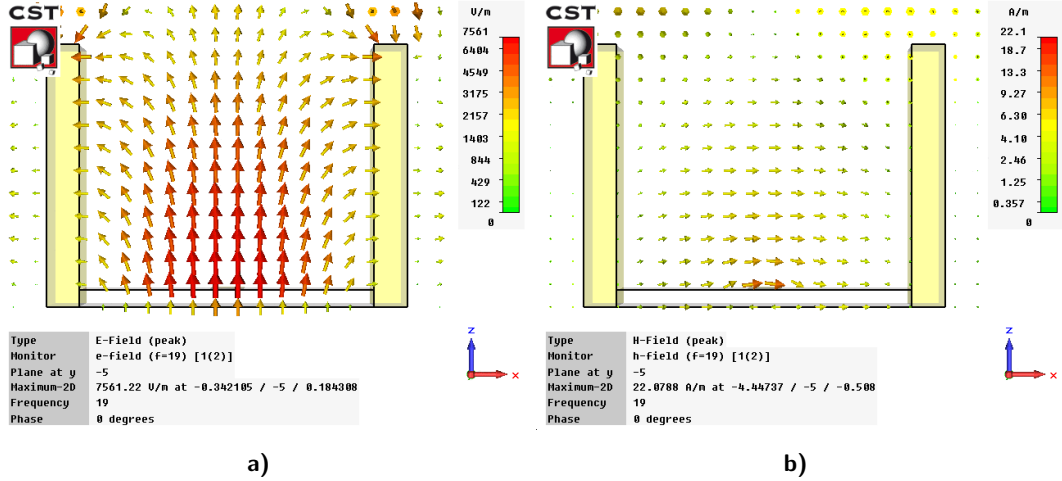 CST
V/m
7561
6404
4549
3175
2157
1403
844
429
122
0
Type E-Field (peak)
Monitor e-field (f=19) [1(2)]
Plane at y -5
Maximum-2D 7561.22 V/m at -0.342105 / -5 / 0.184308
Frequency 19
Phase 0 degrees
z
x
a)
CST
A/m
22.1
18.7
13.3
9.27
6.30
4.10
2.46
1.25
0.357
0
Type H-Field (peak)
Monitor h-field (f=19) [1(2)]
Plane at y -5
Maximum-2D 22.0788 A/m at -4.44737 / -5 / -0.508
Frequency 19
Phase 0 degrees
z
x
b)